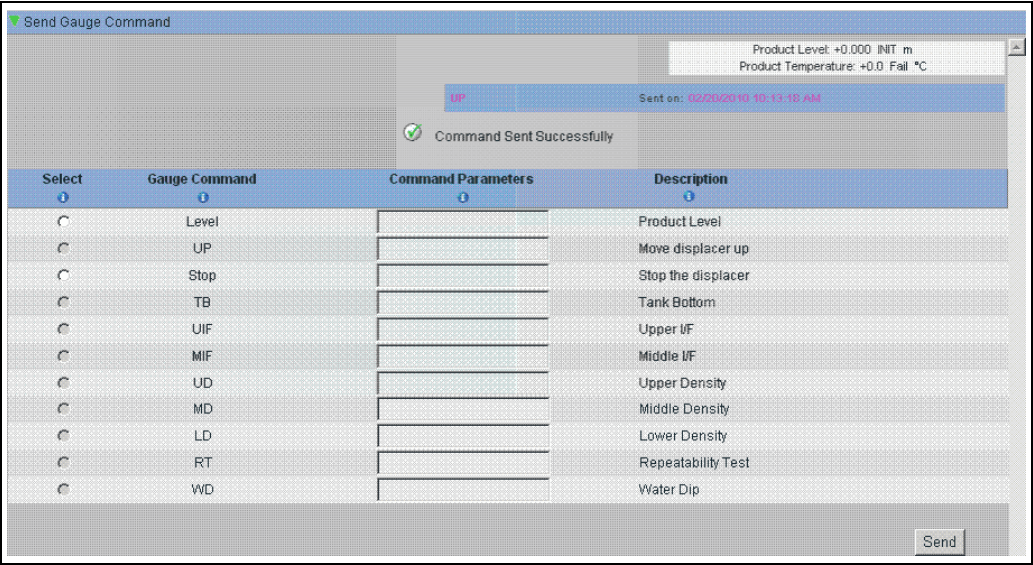 Send Gauge Command
Product Level: +0.000 INIT m
Product Temperature: +0.0 Fail °C
UP Sent on: 02/20/2010 10:13:18 AM
Command Sent Successfully
Select Gauge Command Command Parameters Description
Level Product Level
UP Move displacer up
Stop Stop the displacer
TB Tank Bottom
UIF Upper I/F
MIF Middle I/F
UD Upper Density
MD Middle Density
LD Lower Density
RT Repeatability Test
WD Water Dip
Send